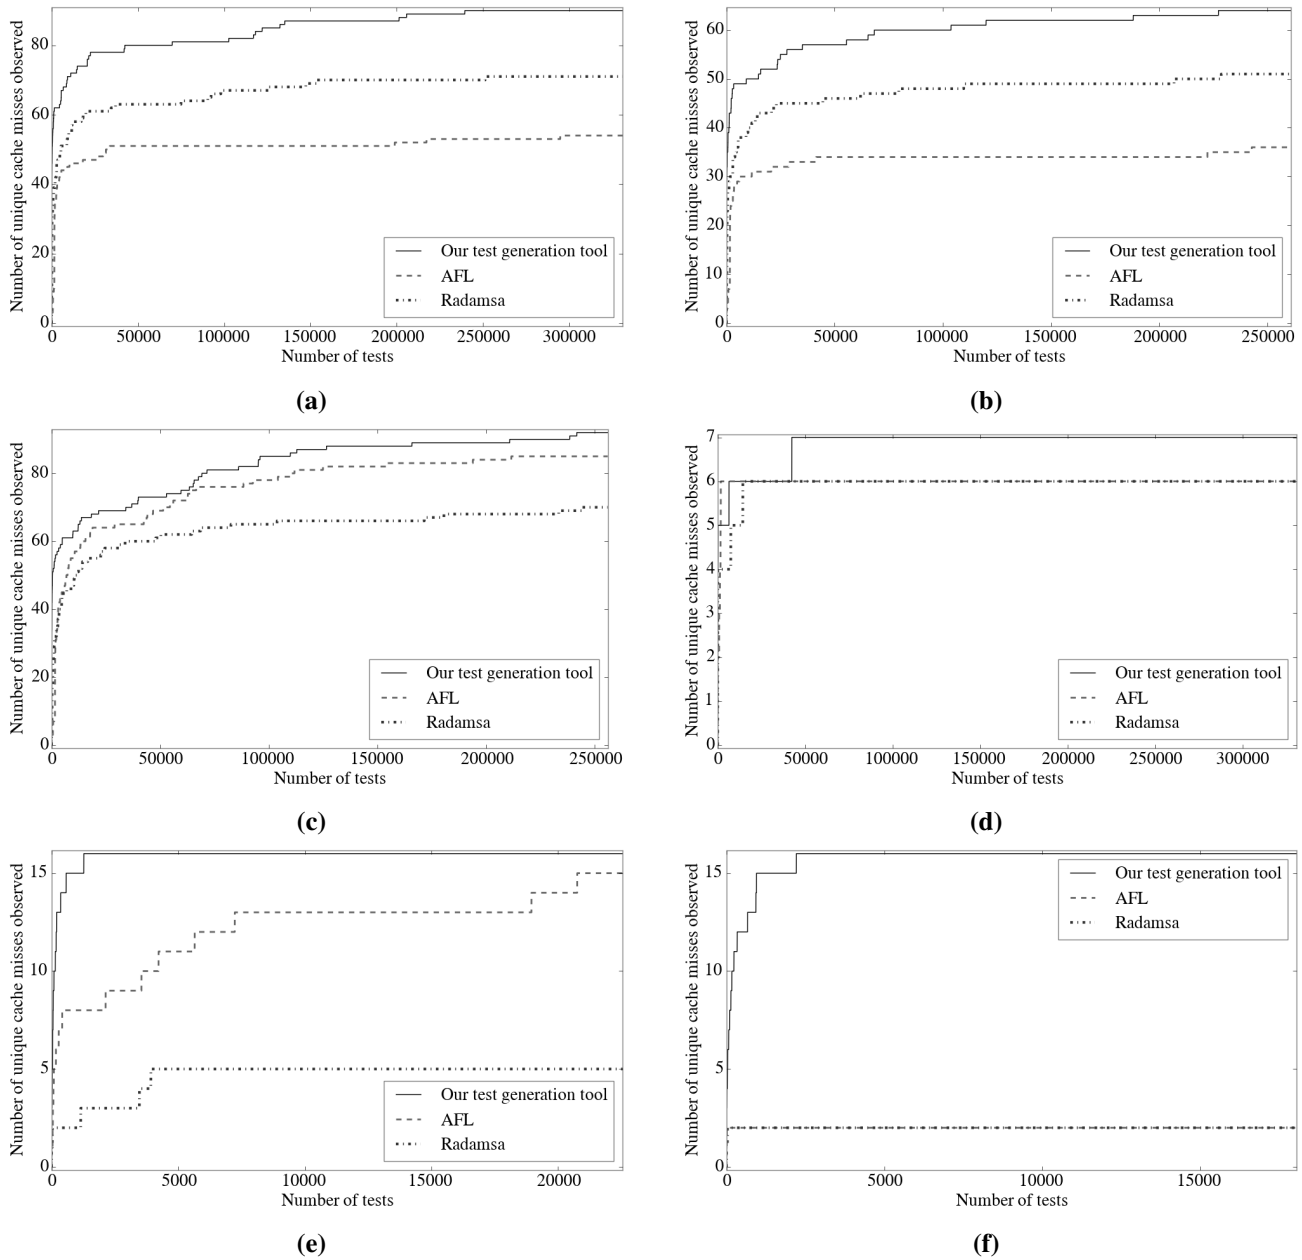 Number of unique cache misses observed
80
60
40
20
0
0 50000 100000 150000 200000 250000 300000
Number of tests
Our test generation tool
AFL
Radamsa
(a)
Number of unique cache misses observed
60
50
40
30
20
10
0
0 50000 100000 150000 200000 250000
Number of tests
Our test generation tool
AFL
Radamsa
(b)
Number of unique cache misses observed
80
60
40
20
0
0 50000 100000 150000 200000 250000
Number of tests
Our test generation tool
AFL
Radamsa
(c)
Number of unique cache misses observed
7
6
5
4
3
2
1
0
0 50000 100000 150000 200000 250000 300000
Number of tests
Our test generation tool
AFL
Radamsa
(d)
Number of unique cache misses observed
15
10
5
0
0 5000 10000 15000 20000
Number of tests
Our test generation tool
AFL
Radamsa
(e)
Number of unique cache misses observed
15
10
5
0
0 5000 10000 15000
Number of tests
Our test generation tool
AFL
Radamsa
(f)